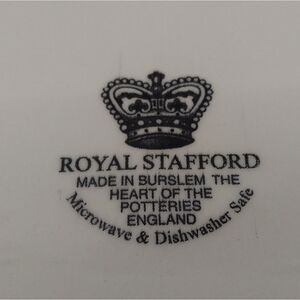 ROYAL STAFFORD
MADE IN BURSLEM THE
HEART OF THE
POTTERIES
ENGLAND
Microwave & Dishwasher Safe